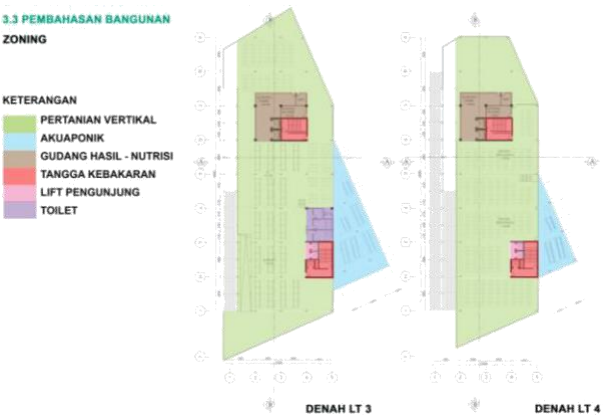 3.3 PEMBAHASAN BANGUNAN
ZONING
KETERANGAN
PERTANIAN VERTIKAL
AKUAPONIK
GUDANG HASIL - NUTRISI
TANGGA KEBAKARAN
LIFT PENGUNJUNG
TOILET
DENAH LT 3
DENAH LT 4